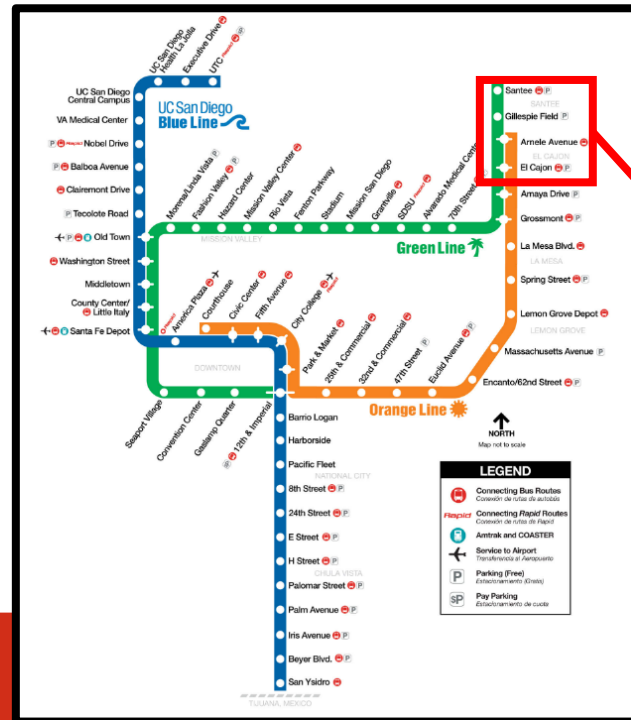 UC San Diego
Health La Jolla
Executive Drive
UTC Rapid SP
UC San Diego
Central Campus
VA Medical Center
UC San Diego
Blue Line
P Rapid Nobel Drive
P Balboa Avenue
Clairemont Drive
P Tecolote Road
P Old Town
Washington Street
Middletown
County Center/
Little Italy
Santa Fe Depot
Morena/Linda Vista P
Fashion Valley P
Hazard Center
Mission Valley Center
Rio Vista
Fenton Parkway
Stadium
Mission San Diego
Grantville P
SDSU Rapid
Alvarado Medical Center
70th Street P
MISSION VALLEY
Green Line
Santee P
SANTEE
Gillespie Field P
Arnele Avenue
EL CAJON
El Cajon P
Amaya Drive P
Grossmont P
La Mesa Blvd.
LA MESA
Spring Street P
Lemon Grove Depot
LEMON GROVE
Massachusetts Avenue P
Encanto/62nd Street P
Rapid
America Plaza
Courthouse
Civic Center
Fifth Avenue
City College Rapid
Park & Market
25th & Commercial
32nd & Commercial
47th Street P
Euclid Avenue P
DOWNTOWN
Orange Line
Seaport Village
Convention Center
Gaslamp Quarter
SP 12th & Imperial
Barrio Logan
Harborside
Pacific Fleet
NATIONAL CITY
8th Street P
24th Street P
E Street P
H Street P
CHULA VISTA
Palomar Street P
Palm Avenue P
Iris Avenue P
Beyer Blvd. P
San Ysidro
TIJUANA, MEXICO
NORTH
Map not to scale
LEGEND
Connecting Bus Routes
Conexión de rutas de autobús
Rapid Connecting Rapid Routes
Conexión de rutas de Rapid
Amtrak and COASTER
Service to Airport
Transferencia al Aeropuerto
P Parking (Free)
Estacionamiento (Gratis)
SP Pay Parking
Estacionamiento de cuota